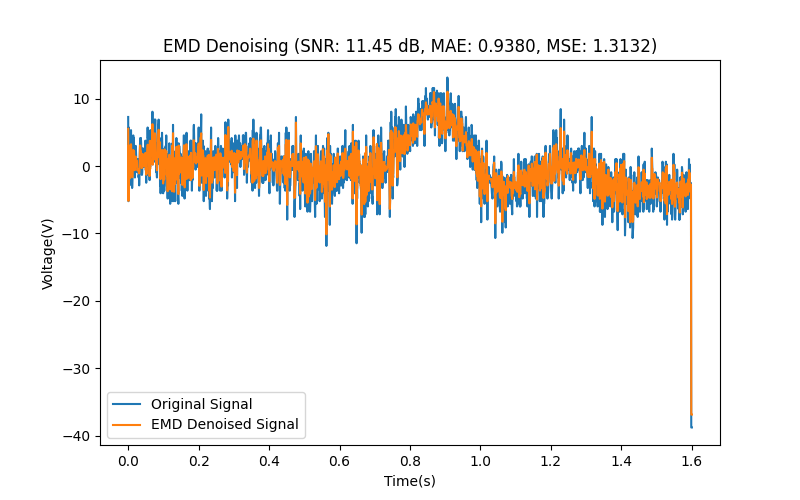 EMD Denoising (SNR: 11.45 dB, MAE: 0.9380, MSE: 1.3132)
10
0
−10
−20
−30
−40
Voltage(V)
Original Signal
EMD Denoised Signal
0.0 0.2 0.4 0.6 0.8 1.0 1.2 1.4 1.6
Time(s)